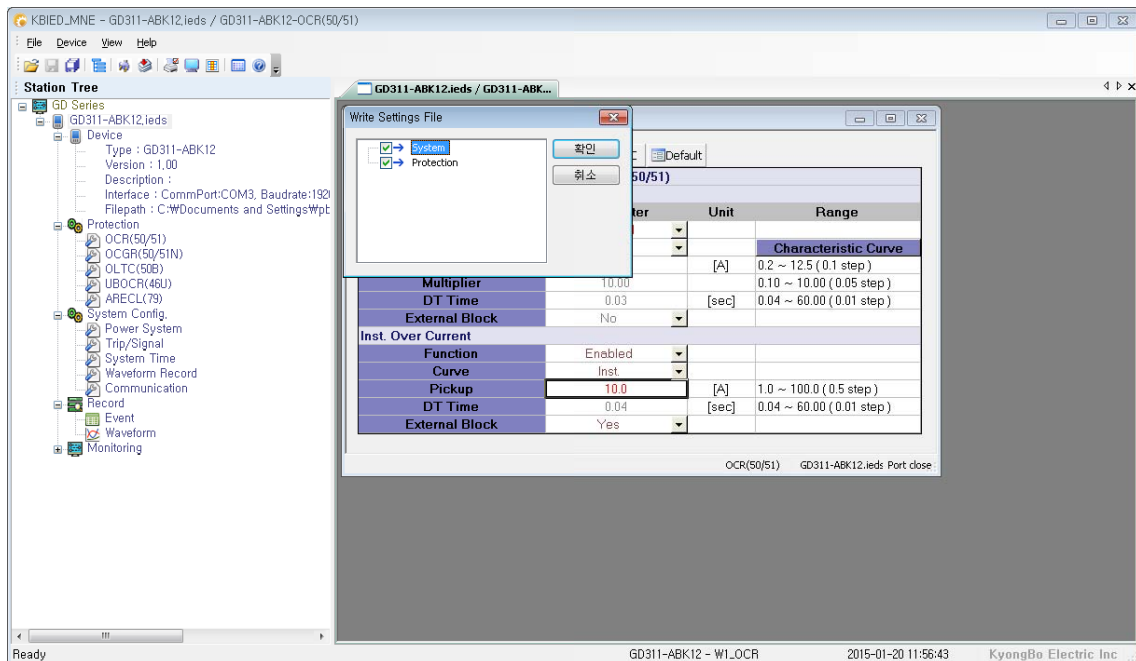 KBIED_MNE - GD311-ABK12.ieds / GD311-ABK12-OCR(50/51)
File Device View Help
Station Tree
GD311-ABK12.ieds / GD311-ABK...
GD Series
GD311-ABK12.ieds
Device
Type : GD311-ABK12
Version : 1.00
Description :
Interface : CommPort:COM3, Baudrate:192
Filepath : C:₩Documents and Settings₩pb
Protection
OCR(50/51)
OCGR(50/51N)
OLTC(50B)
UBOCR(46U)
ARECL(79)
System Config.
Power System
Trip/Signal
System Time
Waveform Record
Communication
Record
Event
Waveform
Monitoring
Write Settings File
System
Protection
확인
취소
Default
50/51)
ter Unit Range
Characteristic Curve
[A] 0.2 ~ 12.5 ( 0.1 step )
Multiplier 10.00 0.10 ~ 10.00 ( 0.05 step )
DT Time 0.03 [sec] 0.04 ~ 60.00 ( 0.01 step )
External Block No
Inst. Over Current
Function Enabled
Curve Inst.
Pickup 10.0 [A] 1.0 ~ 100.0 ( 0.5 step )
DT Time 0.04 [sec] 0.04 ~ 60.00 ( 0.01 step )
External Block Yes
OCR(50/51) GD311-ABK12.ieds Port close
Ready GD311-ABK12 - W1_OCR 2015-01-20 11:56:43 KyongBo Electric Inc